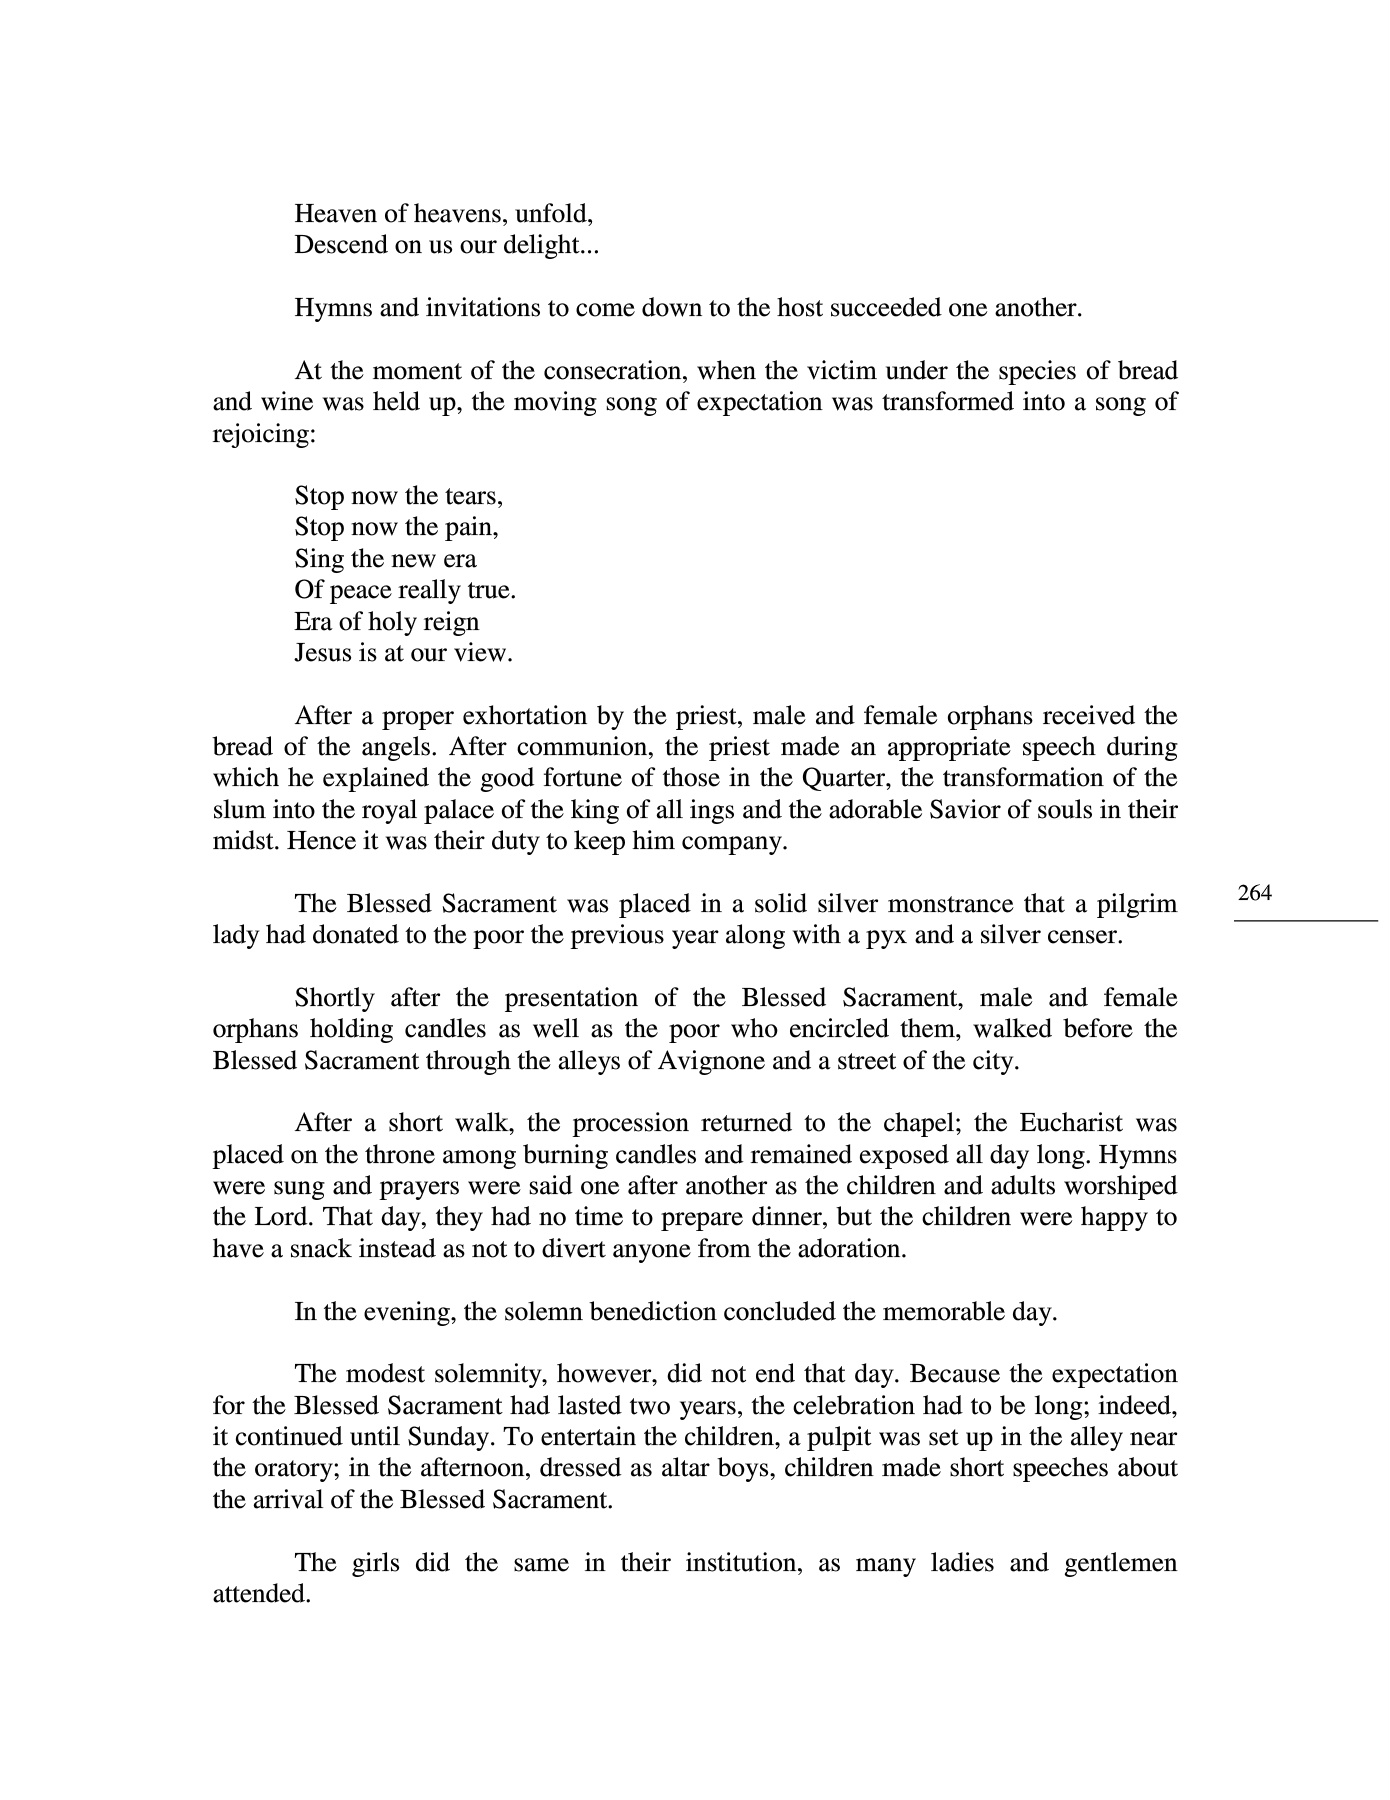 Heaven of heavens, unfold,
Descend on us our delight...
Hymns and invitations to come down to the host succeeded one another.
At the moment of the consecration, when the victim under the species of bread
and wine was held up, the moving song of expectation was transformed into a song of
rejoicing:
Stop now the tears,
Stop now the pain,
Sing the new era
Of peace really true.
Era of holy reign
Jesus is at our view.
After a proper exhortation by the priest, male and female orphans received the
bread of the angels. After communion, the priest made an appropriate speech during
which he explained the good fortune of those in the Quarter, the transformation of the
slum into the royal palace of the king of all ings and the adorable Savior of souls in their
midst. Hence it was their duty to keep him company.
264
The Blessed Sacrament was placed in a solid silver monstrance that a pilgrim
lady had donated to the poor the previous year along with a pyx and a silver censer.
Shortly after the presentation of the Blessed Sacrament, male and female
orphans holding candles as well as the poor who encircled them, walked before the
Blessed Sacrament through the alleys of Avignone and a street of the city.
After a short walk, the procession returned to the chapel; the Eucharist was
placed on the throne among burning candles and remained exposed all day long. Hymns
were sung and prayers were said one after another as the children and adults worshiped
the Lord. That day, they had no time to prepare dinner, but the children were happy to
have a snack instead as not to divert anyone from the adoration.
In the evening, the solemn benediction concluded the memorable day.
The modest solemnity, however, did not end that day. Because the expectation
for the Blessed Sacrament had lasted two years, the celebration had to be long; indeed,
it continued until Sunday. To entertain the children, a pulpit was set up in the alley near
the oratory; in the afternoon, dressed as altar boys, children made short speeches about
the arrival of the Blessed Sacrament.
The girls did the same in their institution, as many ladies and gentlemen
attended.